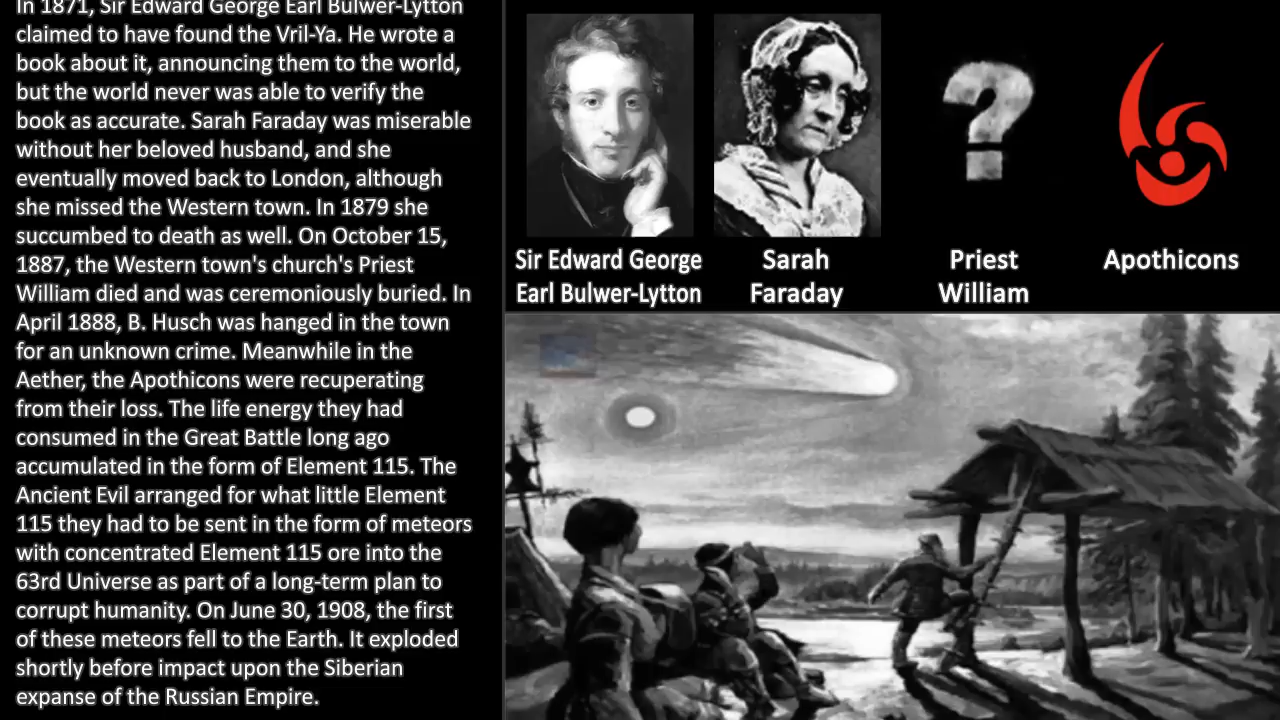 In 1871, Sir Edward George Earl Bulwer-Lytton
claimed to have found the Vril-Ya. He wrote a
book about it, announcing them to the world,
but the world never was able to verify the
book as accurate. Sarah Faraday was miserable
without her beloved husband, and she
eventually moved back to London, although
she missed the Western town. In 1879 she
succumbed to death as well. On October 15,
1887, the Western town's church's Priest
William died and was ceremoniously buried. In
April 1888, B. Husch was hanged in the town
for an unknown crime. Meanwhile in the
Aether, the Apothicons were recuperating
from their loss. The life energy they had
consumed in the Great Battle long ago
accumulated in the form of Element 115. The
Ancient Evil arranged for what little Element
115 they had to be sent in the form of meteors
with concentrated Element 115 ore into the
63rd Universe as part of a long-term plan to
corrupt humanity. On June 30, 1908, the first
of these meteors fell to the Earth. It exploded
shortly before impact upon the Siberian
expanse of the Russian Empire.
?
Sir Edward George
Earl Bulwer-Lytton
Sarah
Faraday
Priest
William
Apothicons